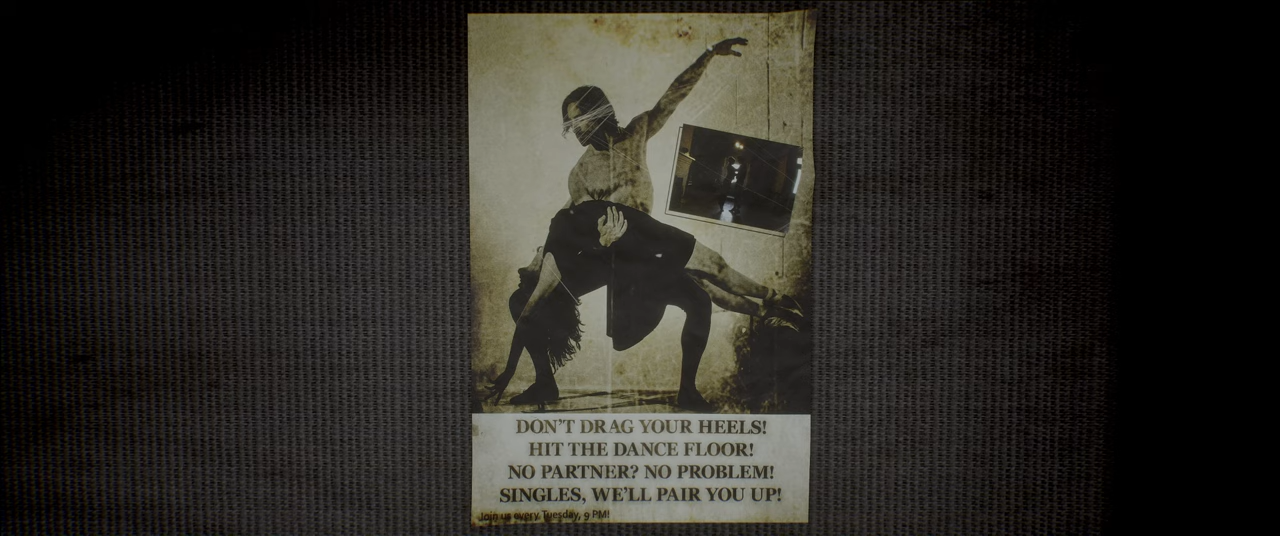 DON'T DRAG YOUR HEELS!
HIT THE DANCE FLOOR!
NO PARTNER? NO PROBLEM!
SINGLES, WE'LL PAIR YOU UP!
Join us every Tuesday, 9 PM!